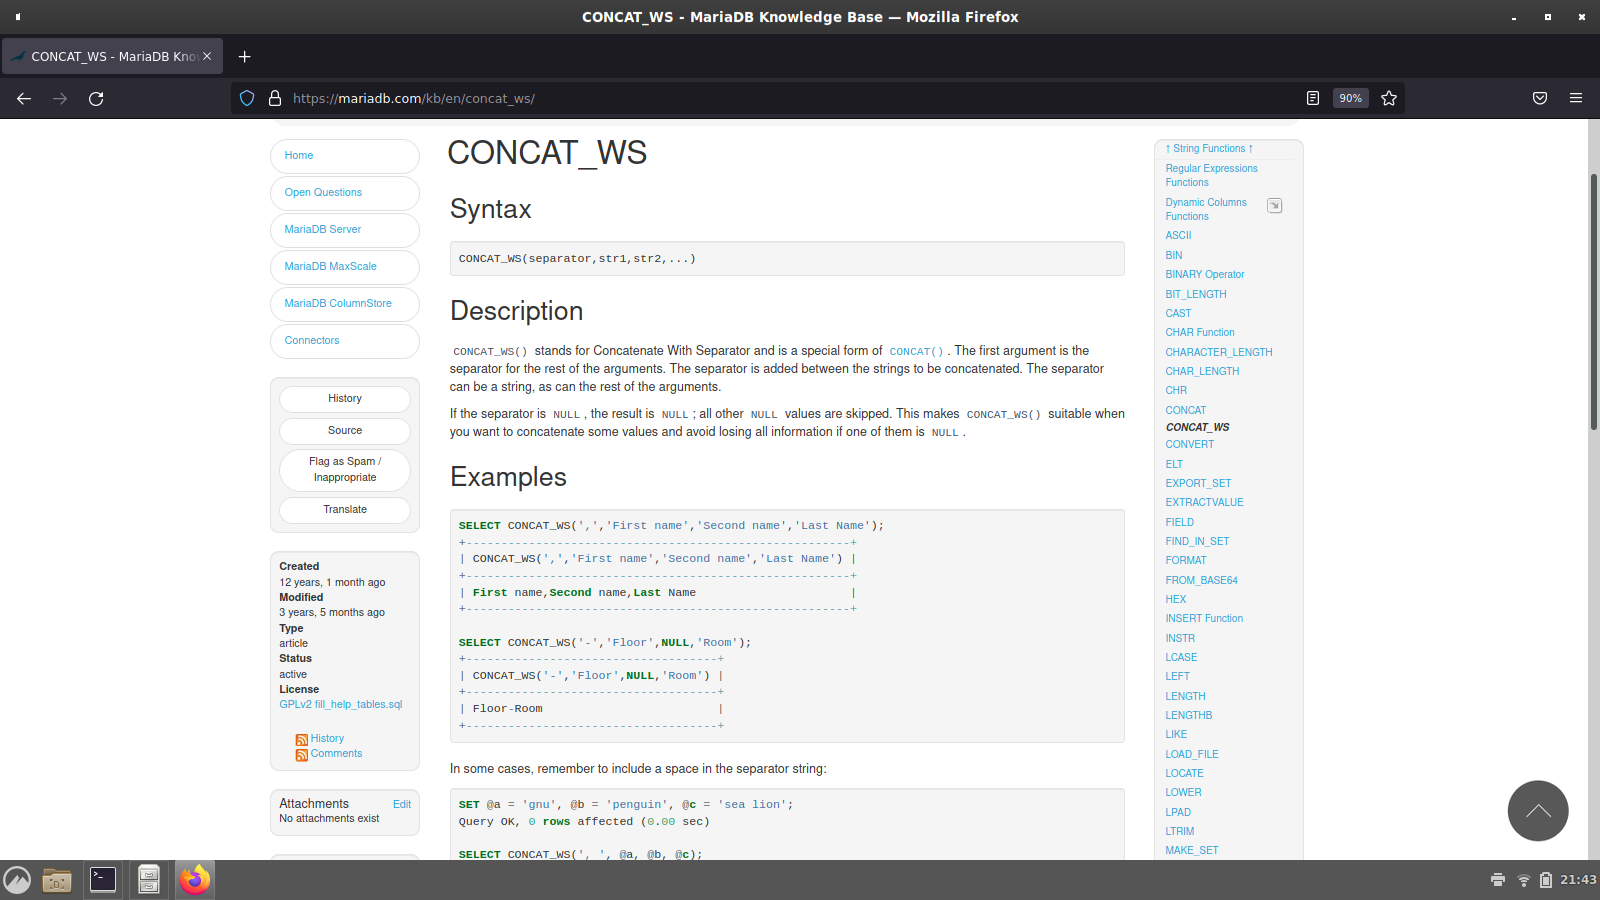 CONCAT_WS - MariaDB Knowledge Base — Mozilla Firefox
CONCAT_WS - MariaDB Kno
https://mariadb.com/kb/en/concat_ws/
90%
Home
Open Questions
MariaDB Server
MariaDB MaxScale
MariaDB ColumnStore
Connectors
History
Source
Flag as Spam /
Inappropriate
Translate
Created
12 years, 1 month ago
Modified
3 years, 5 months ago
Type
article
Status
active
License
GPLv2 fill_help_tables.sql
History
Comments
Attachments
Edit
No attachments exist
CONCAT_WS
Syntax
CONCAT_WS(separator,str1,str2,...)
Description
CONCAT_WS() stands for Concatenate With Separator and is a special form of CONCAT() . The first argument is the
separator for the rest of the arguments. The separator is added between the strings to be concatenated. The separator
can be a string, as can the rest of the arguments.
If the separator is NULL , the result is NULL ; all other NULL values are skipped. This makes CONCAT_WS() suitable when
you want to concatenate some values and avoid losing all information if one of them is NULL .
Examples
SELECT CONCAT_WS(',','First name','Second name','Last Name');
+-------------------------------------------------------+
| CONCAT_WS(',','First name','Second name','Last Name') |
+-------------------------------------------------------+
| First name,Second name,Last Name                      |
+-------------------------------------------------------+
SELECT CONCAT_WS('-','Floor',NULL,'Room');
+------------------------------------+
| CONCAT_WS('-','Floor',NULL,'Room') |
+------------------------------------+
| Floor-Room                         |
+------------------------------------+
In some cases, remember to include a space in the separator string:
SET @a = 'gnu', @b = 'penguin', @c = 'sea lion';
Query OK, 0 rows affected (0.00 sec)
SELECT CONCAT_WS(', ', @a, @b, @c);
↑ String Functions ↑
Regular Expressions
Functions
Dynamic Columns
Functions
ASCII
BIN
BINARY Operator
BIT_LENGTH
CAST
CHAR Function
CHARACTER_LENGTH
CHAR_LENGTH
CHR
CONCAT
CONCAT_WS
CONVERT
ELT
EXPORT_SET
EXTRACTVALUE
FIELD
FIND_IN_SET
FORMAT
FROM_BASE64
HEX
INSERT Function
INSTR
LCASE
LEFT
LENGTH
LENGTHB
LIKE
LOAD_FILE
LOCATE
LOWER
LPAD
LTRIM
MAKE_SET
21:43